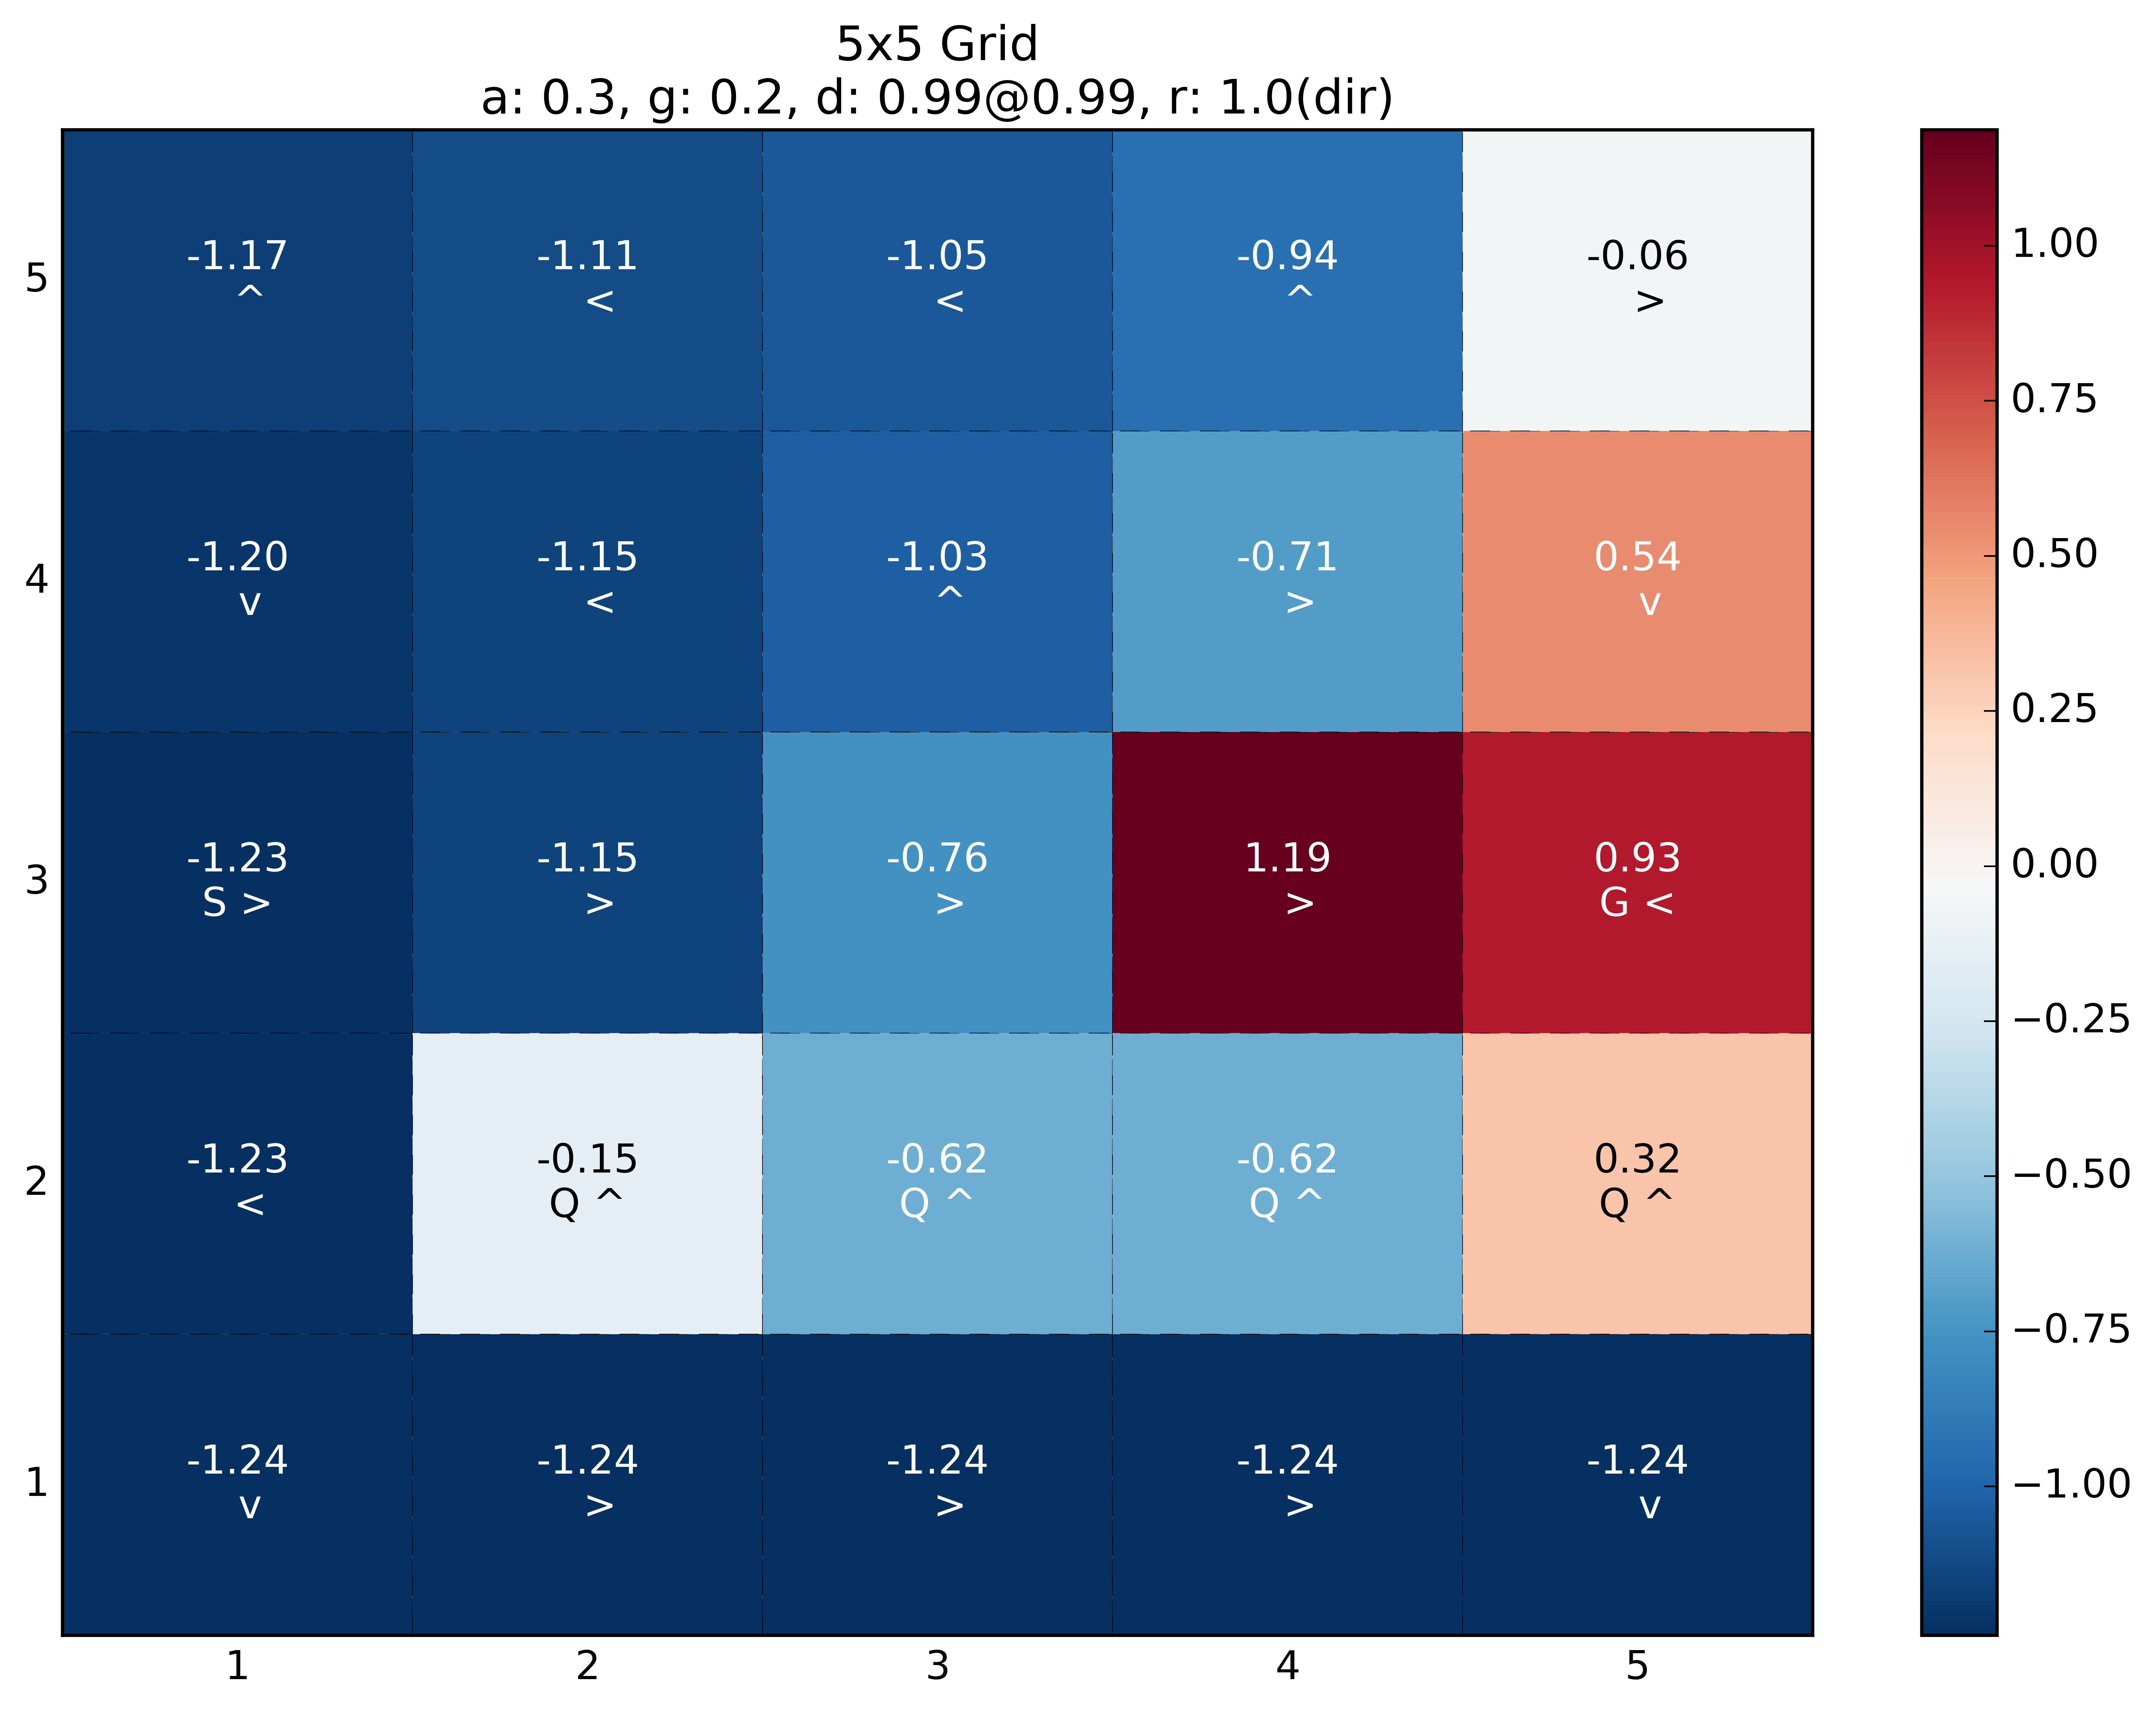 5x5 Grid
a: 0.3, g: 0.2, d: 0.99@0.99, r: 1.0(dir)
5
-1.17 -1.11 -1.05 -0.94 -0.06
^ < < ^ >
4
-1.20 -1.15 -1.03 -0.71 0.54
v < ^ > v
3
-1.23 -1.15 -0.76 1.19 0.93
S > > > > G <
2
-1.23 -0.15 -0.62 -0.62 0.32
< Q ^ Q ^ Q ^ Q ^
1
-1.24 -1.24 -1.24 -1.24 -1.24
v > > > v
1 2 3 4 5
1.00
0.75
0.50
0.25
0.00
−0.25
−0.50
−0.75
−1.00